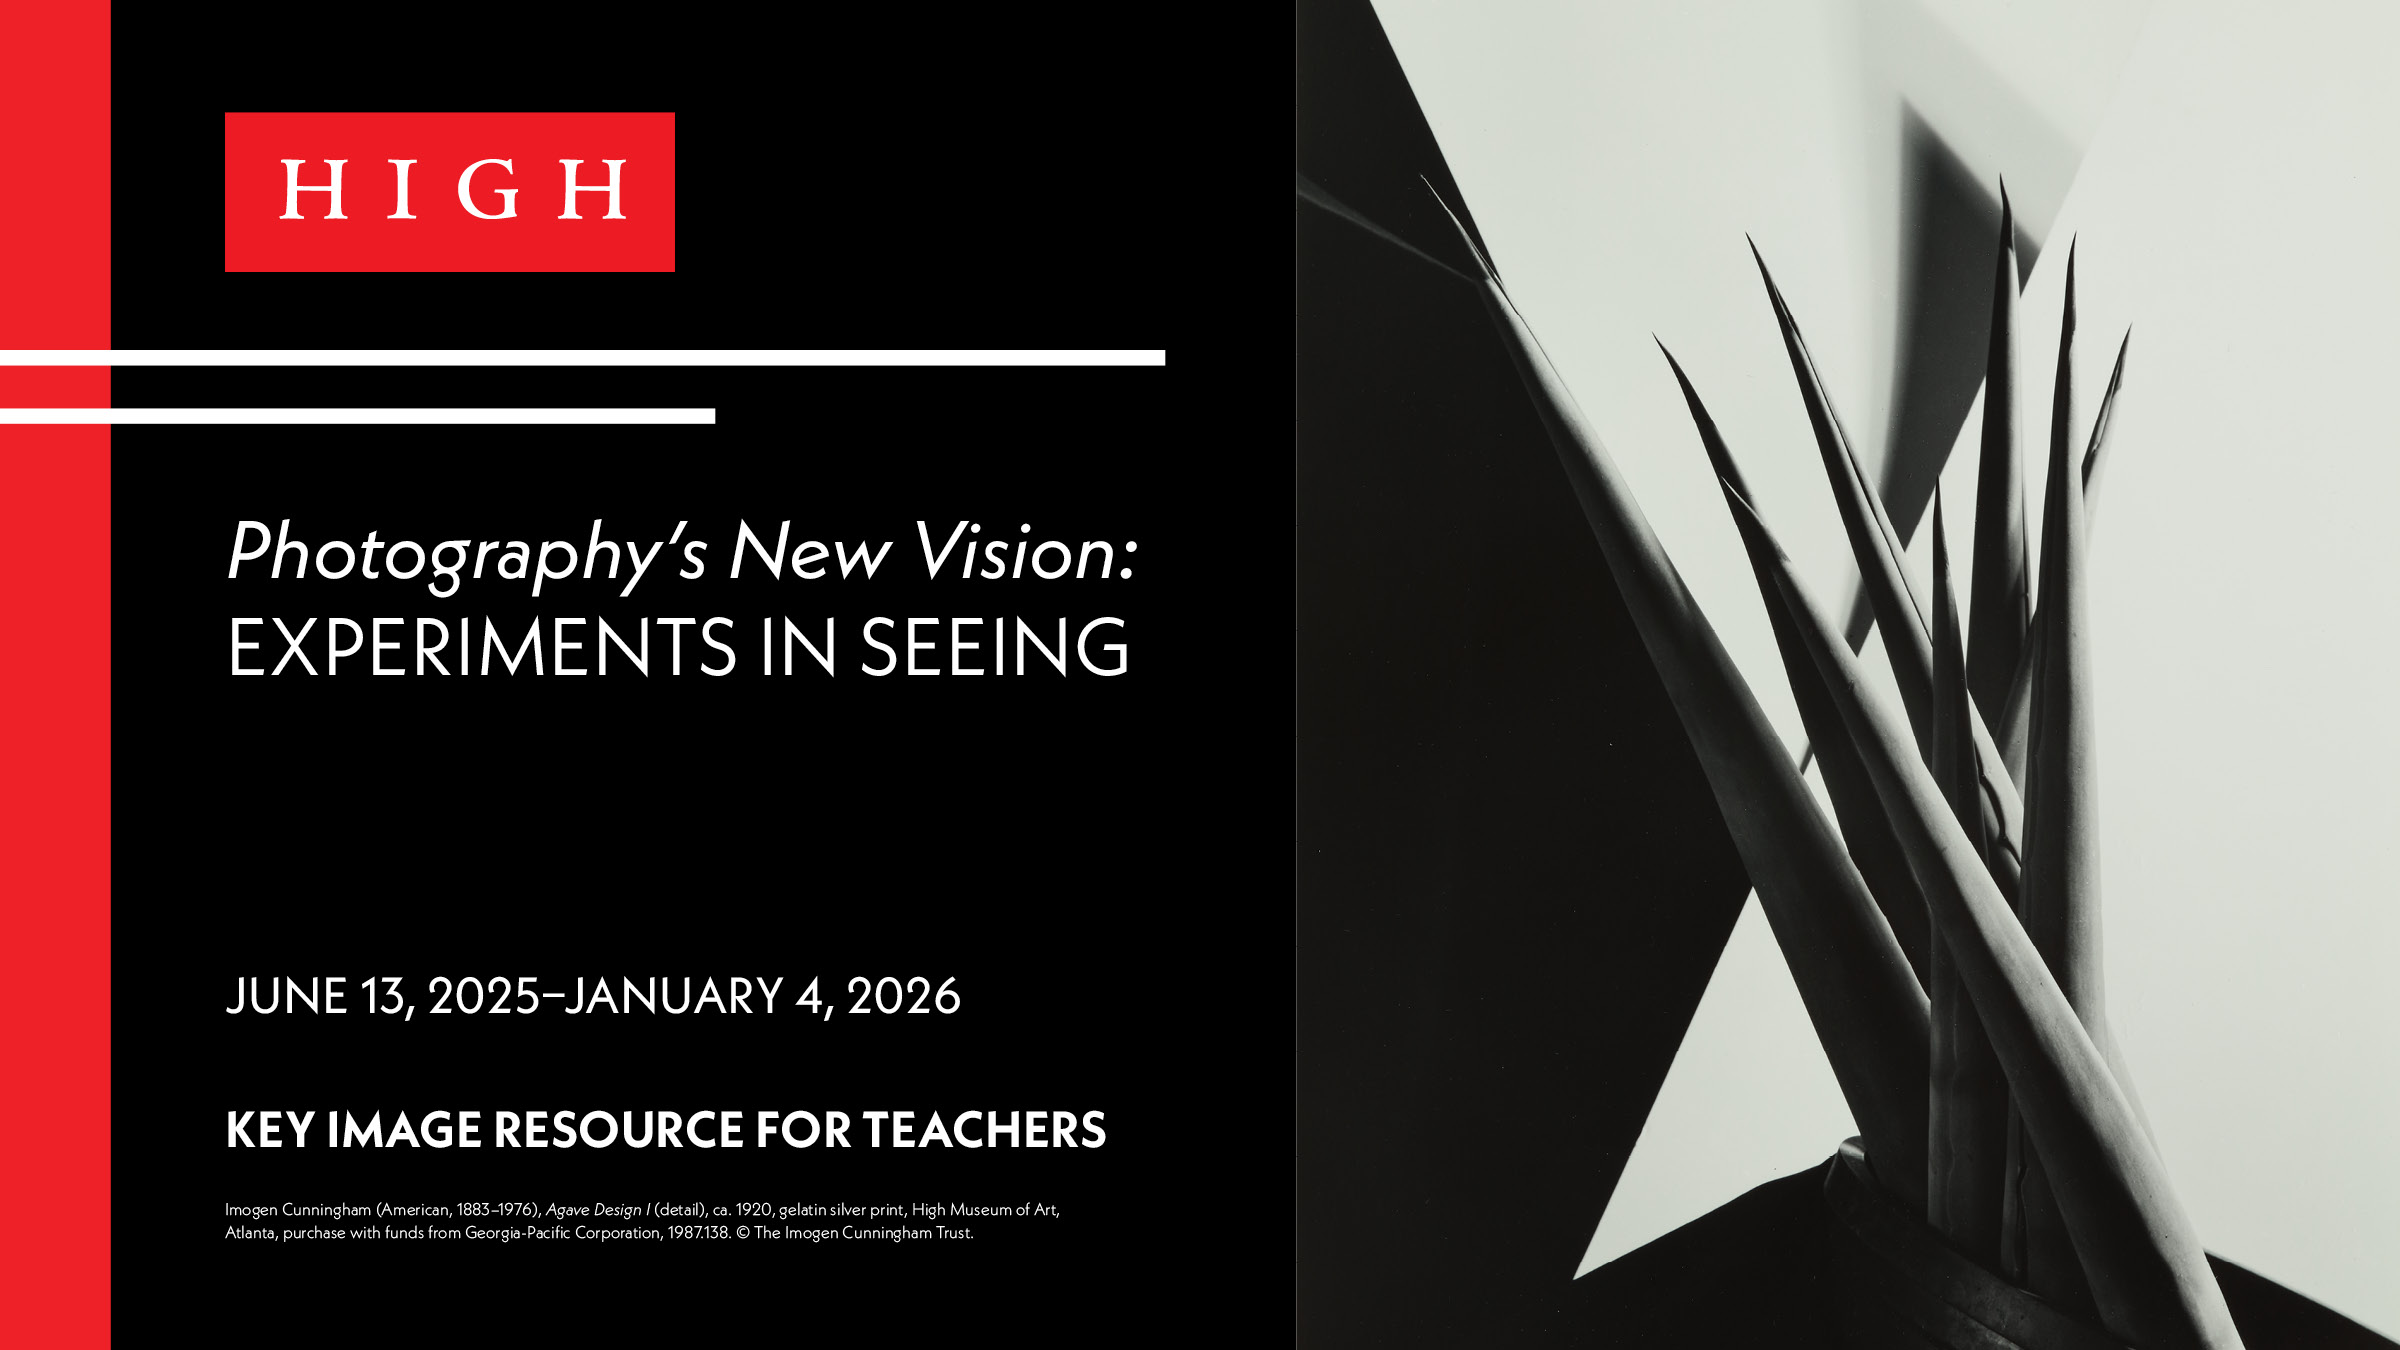 HIGH
Photography's New Vision:
EXPERIMENTS IN SEEING
JUNE 13, 2025–JANUARY 4, 2026
KEY IMAGE RESOURCE FOR TEACHERS
Imogen Cunningham (American, 1883–1976), Agave Design I (detail), ca. 1920, gelatin silver print, High Museum of Art,
Atlanta, purchase with funds from Georgia-Pacific Corporation, 1987.138. © The Imogen Cunningham Trust.